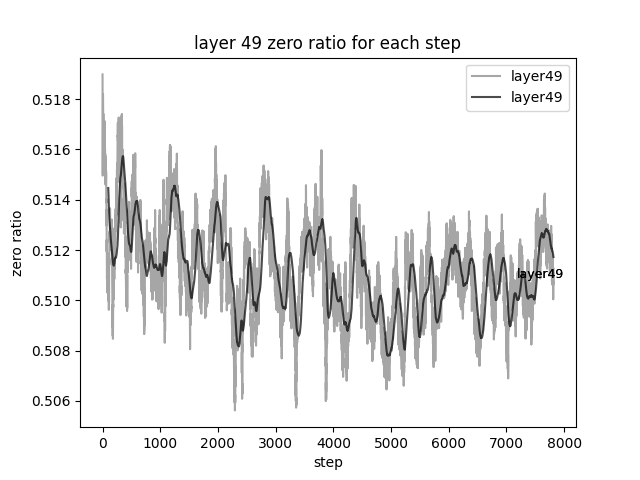 layer 49 zero ratio for each step
layer49
layer49
0.518
0.516
0.514
0.512
0.510
0.508
0.506
zero ratio
layer49
0
1000
2000
3000
4000
5000
6000
7000
8000
step